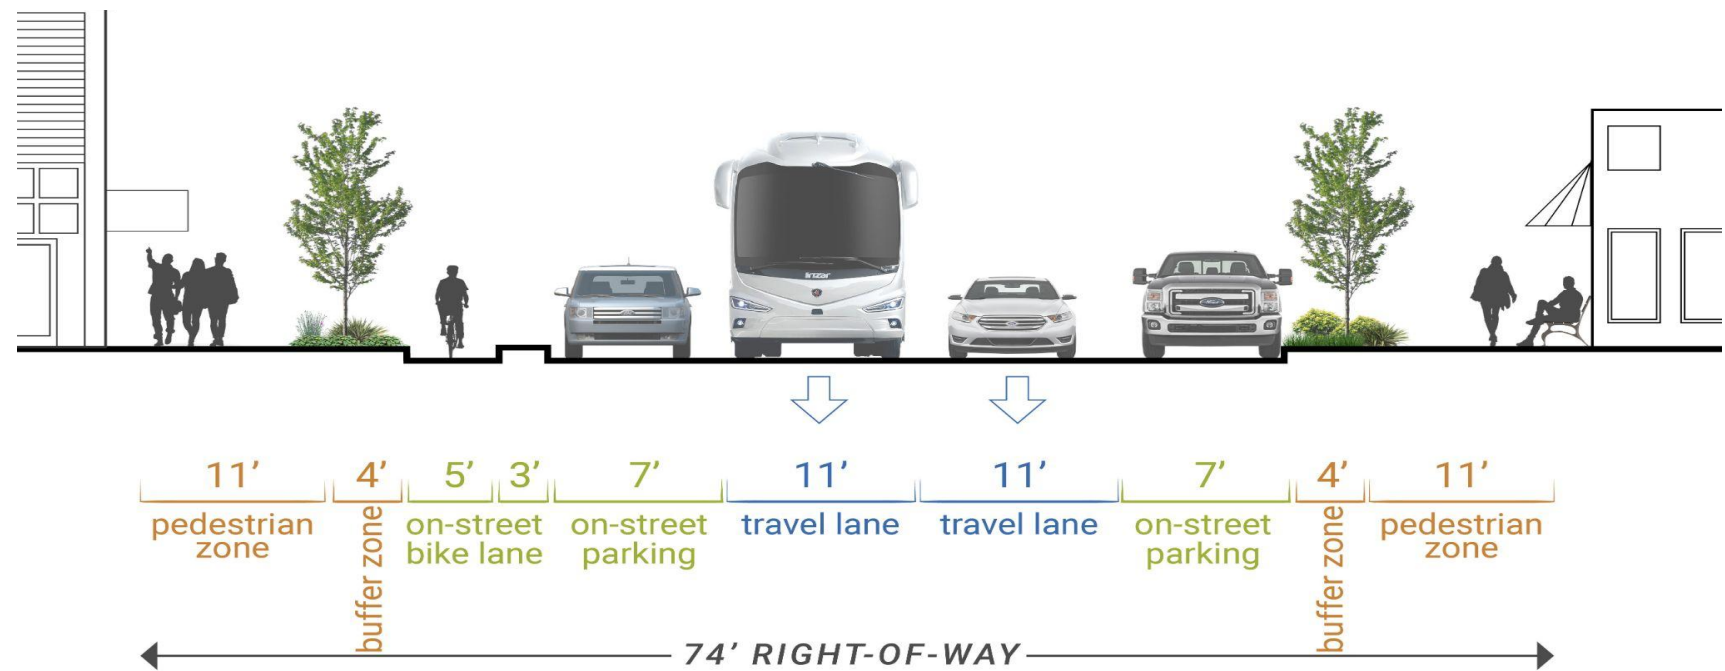 irizar
11’ 4’ 5’ 3’ 7’ 11’ 11’ 7’ 4’ 11’
pedestrian
zone
buffer zone
on-street
bike lane
on-street
parking
travel lane
travel lane
on-street
parking
buffer zone
pedestrian
zone
74’ RIGHT-OF-WAY